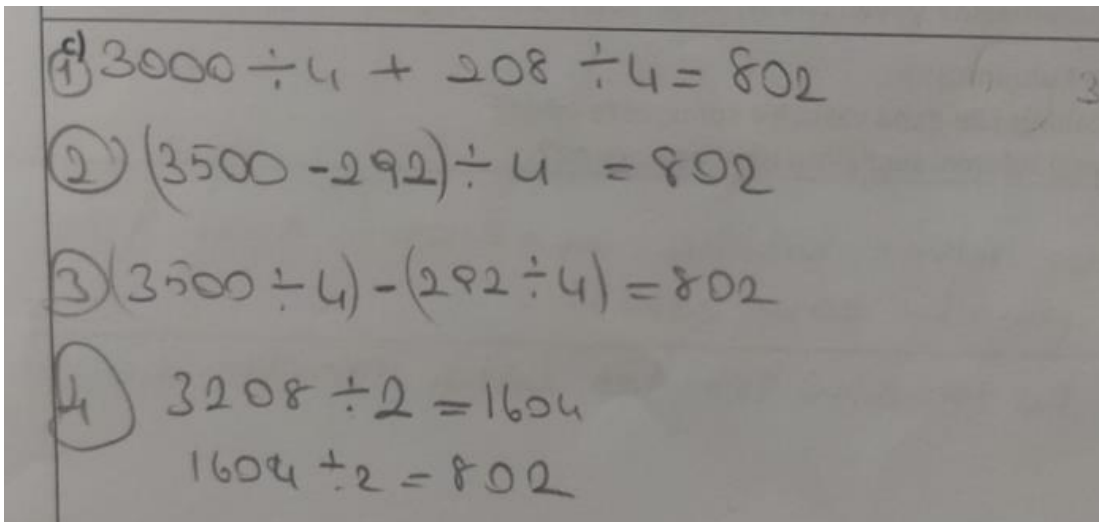 c)
① 3000 ÷ 4 + 208 ÷ 4 = 802
② (3500 - 292) ÷ 4 = 802
③ (3500 ÷ 4) - (292 ÷ 4) = 802
④ 3208 ÷ 2 = 1604
1604 ÷ 2 = 802